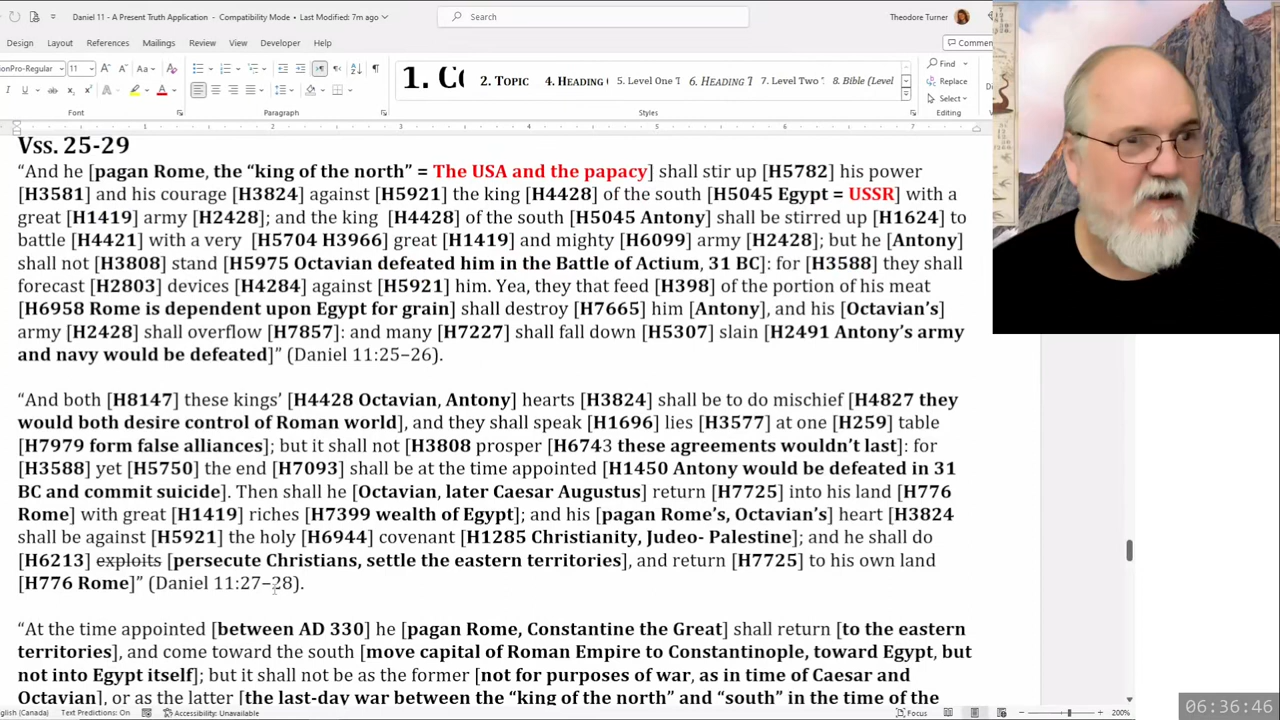 Daniel 11 - A Present Truth Application - Compatibility Mode • Last Modified: 7m ago
Search
Theodore Turner
Design Layout References Mailings Review View Developer Help
ionPro-Regular 11 Aa
Find
Replace
Select
1. Co 2. TOPIC 4. HEADING 5. Level One 6. HEADING 7. Level Two 8. Bible (Level
Font Paragraph Styles
1 2 3 4 5 6 7
Vss. 25-29
“And he [pagan Rome, the “king of the north” = The USA and the papacy] shall stir up [H5782] his power
[H3581] and his courage [H3824] against [H5921] the king [H4428] of the south [H5045 Egypt = USSR] with a
great [H1419] army [H2428]; and the king [H4428] of the south [H5045 Antony] shall be stirred up [H1624] to
battle [H4421] with a very [H5704 H3966] great [H1419] and mighty [H6099] army [H2428]; but he [Antony]
shall not [H3808] stand [H5975 Octavian defeated him in the Battle of Actium, 31 BC]: for [H3588] they shall
forecast [H2803] devices [H4284] against [H5921] him. Yea, they that feed [H398] of the portion of his meat
[H6958 Rome is dependent upon Egypt for grain] shall destroy [H7665] him [Antony], and his [Octavian’s]
army [H2428] shall overflow [H7857]: and many [H7227] shall fall down [H5307] slain [H2491 Antony’s army
and navy would be defeated]” (Daniel 11:25–26).
“And both [H8147] these kings’ [H4428 Octavian, Antony] hearts [H3824] shall be to do mischief [H4827 they
would both desire control of Roman world], and they shall speak [H1696] lies [H3577] at one [H259] table
[H7979 form false alliances]; but it shall not [H3808 prosper [H6743 these agreements wouldn’t last]: for
[H3588] yet [H5750] the end [H7093] shall be at the time appointed [H1450 Antony would be defeated in 31
BC and commit suicide]. Then shall he [Octavian, later Caesar Augustus] return [H7725] into his land [H776
Rome] with great [H1419] riches [H7399 wealth of Egypt]; and his [pagan Rome’s, Octavian’s] heart [H3824
shall be against [H5921] the holy [H6944] covenant [H1285 Christianity, Judeo- Palestine]; and he shall do
[H6213] exploits [persecute Christians, settle the eastern territories], and return [H7725] to his own land
[H776 Rome]” (Daniel 11:27–28).
“At the time appointed [between AD 330] he [pagan Rome, Constantine the Great] shall return [to the eastern
territories], and come toward the south [move capital of Roman Empire to Constantinople, toward Egypt, but
not into Egypt itself]; but it shall not be as the former [not for purposes of war, as in time of Caesar and
Octavian], or as the latter [the last-day war between the “king of the north” and “south” in the time of the
English (Canada) Text Predictions: On Accessibility: Unavailable Focus 200%
06:36:46